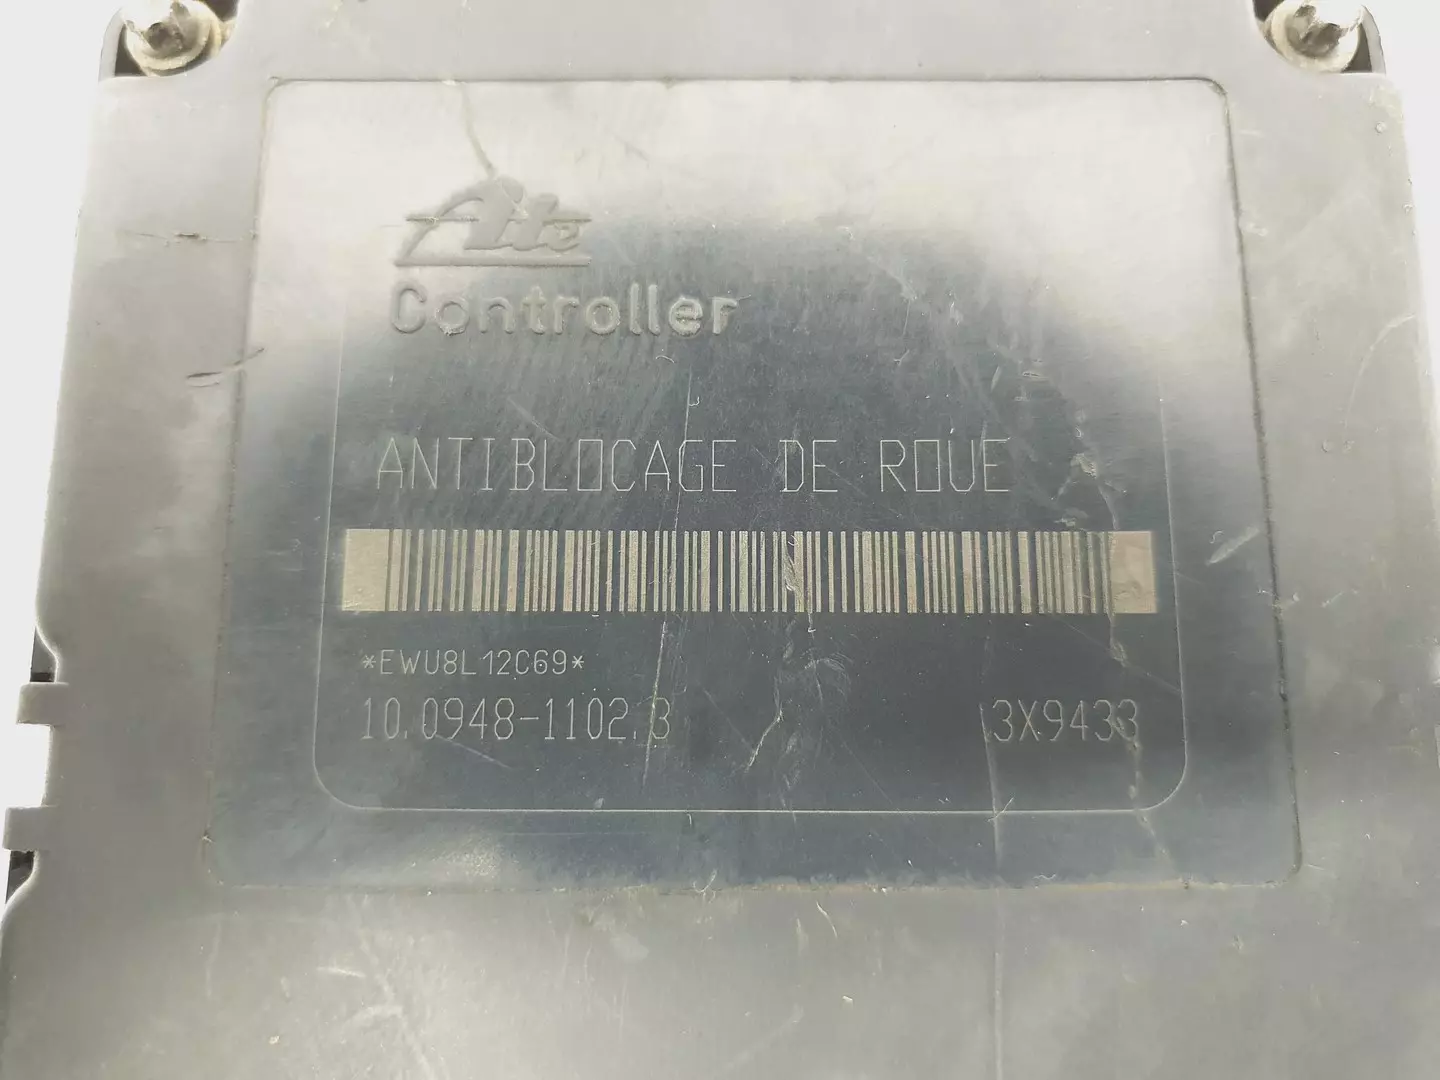 Ate
Controller
ANTIBLOCAGE DE ROUE
*EWU8L12C69*
10.0948-1102.3 3X9433